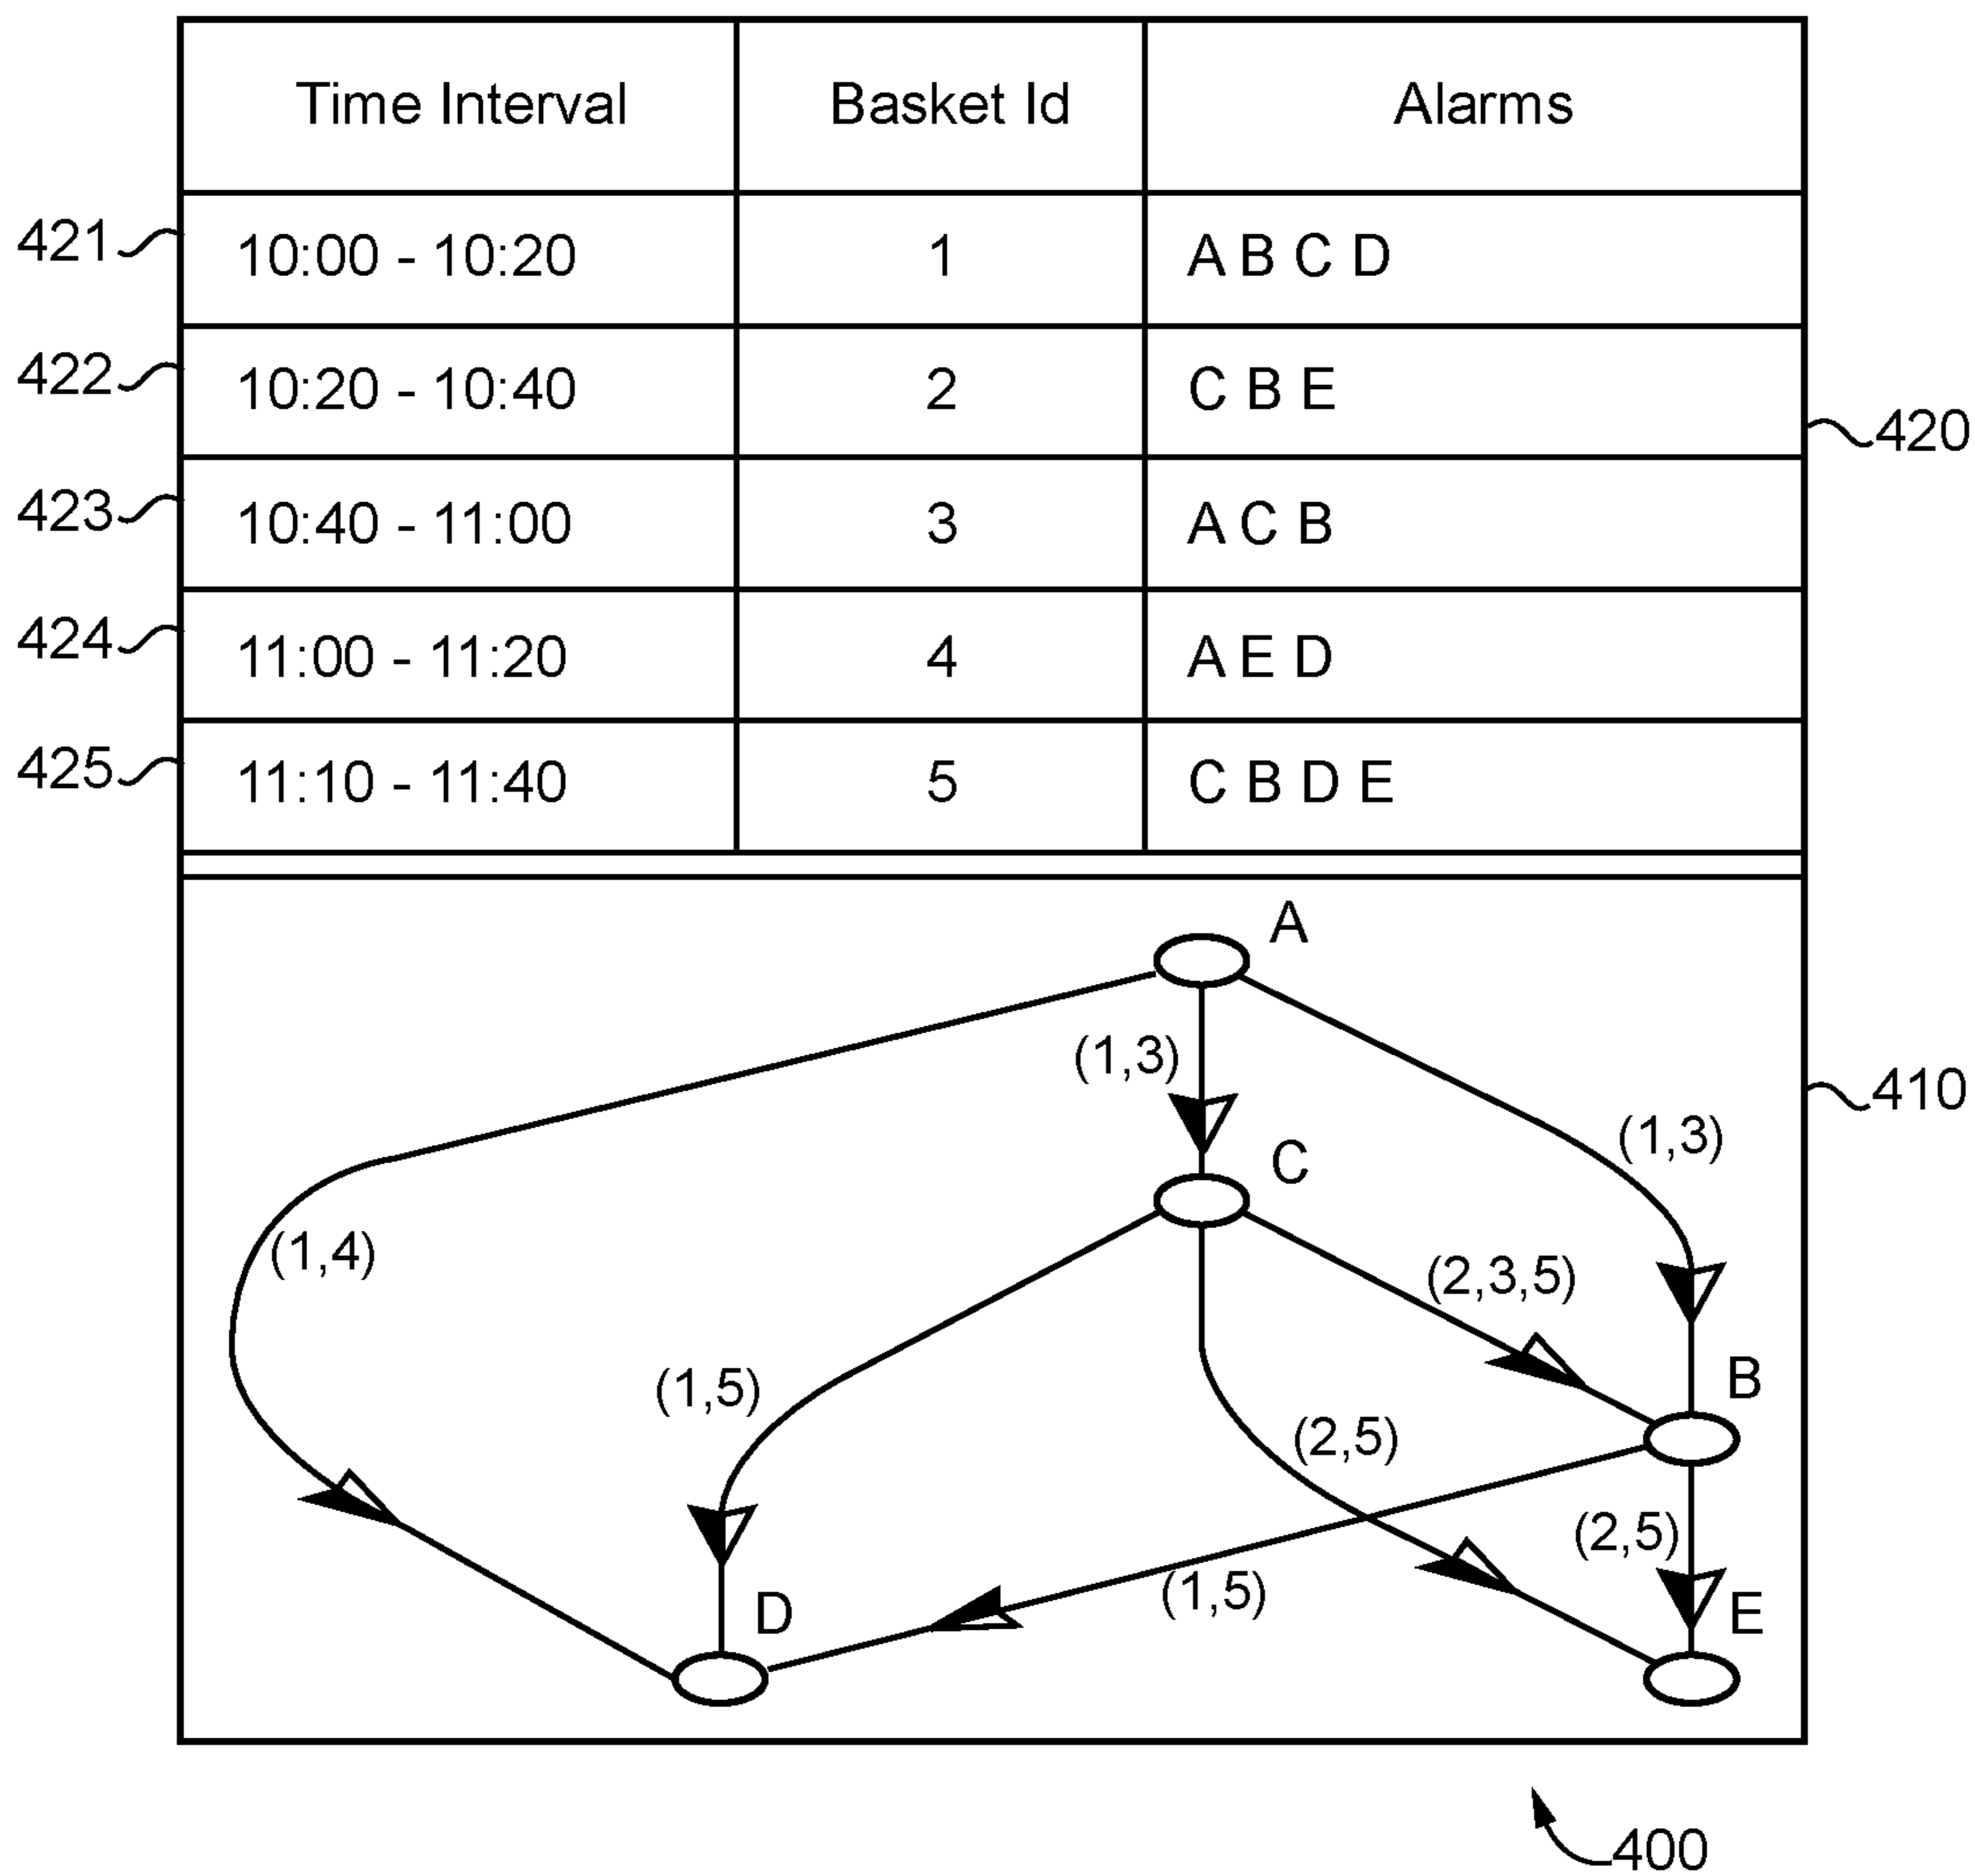 Time Interval Basket Id Alarms
421 10:00 - 10:20 1 A B C D
422 10:20 - 10:40 2 C B E
420
423 10:40 - 11:00 3 A C B
424 11:00 - 11:20 4 A E D
425 11:10 - 11:40 5 C B D E
A
(1,3)
410
(1,3)
C
(1,4)
(2,3,5)
B
(1,5)
(2,5)
(2,5)
(1,5)
D
E
400